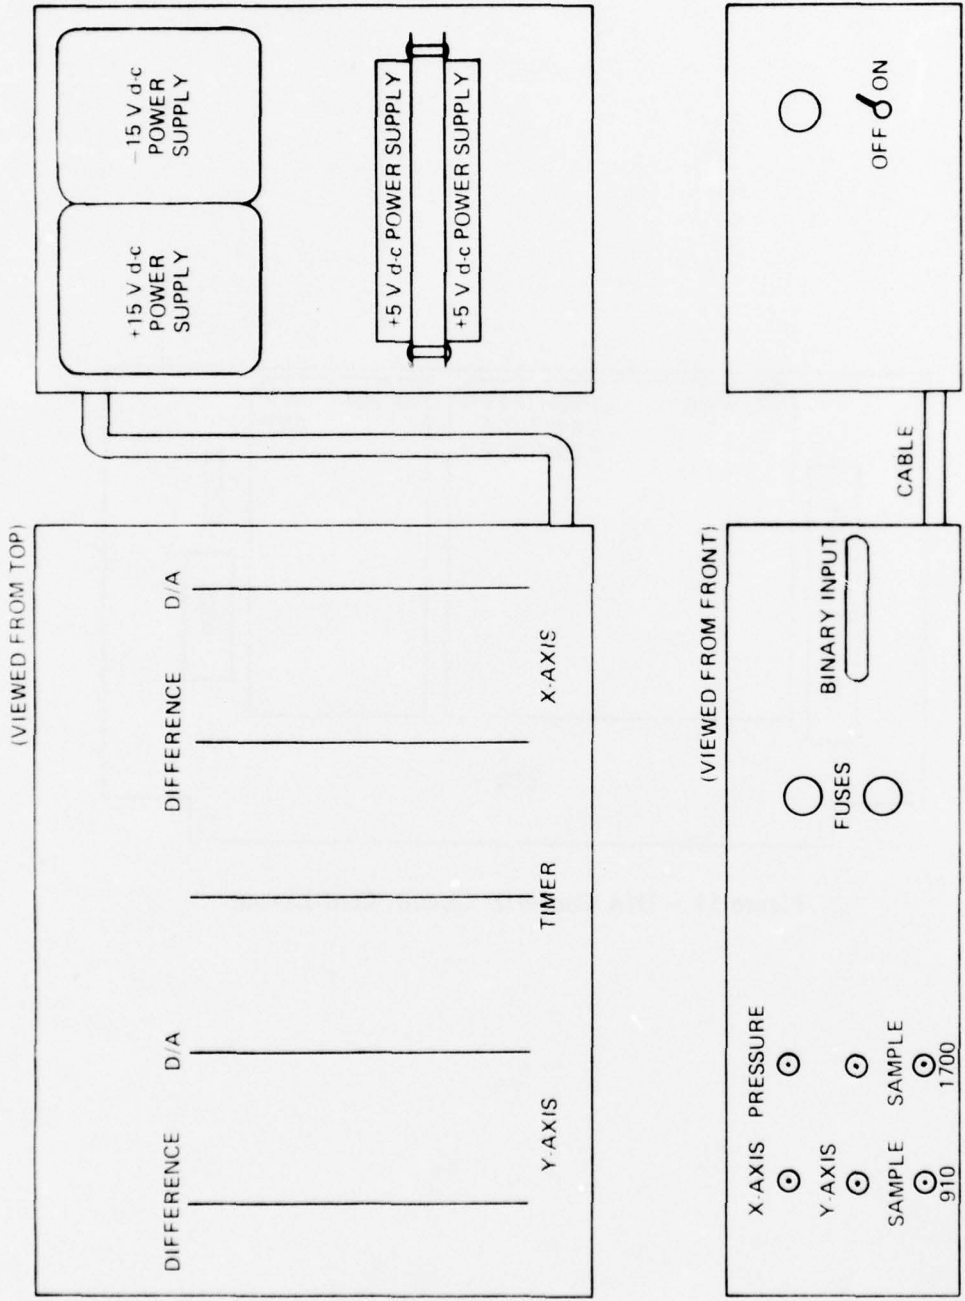 (VIEWED FROM TOP)
DIFFERENCE
D/A
DIFFERENCE
D/A
Y-AXIS
TIMER
X-AXIS
+15 V d-c
POWER
SUPPLY
-15 V d-c
POWER
SUPPLY
+5 V d-c POWER SUPPLY
+5 V d-c POWER SUPPLY
(VIEWED FROM FRONT)
X-AXIS
PRESSURE
Y-AXIS
SAMPLE
SAMPLE
910
1700
FUSES
BINARY INPUT
CABLE
OFF
ON